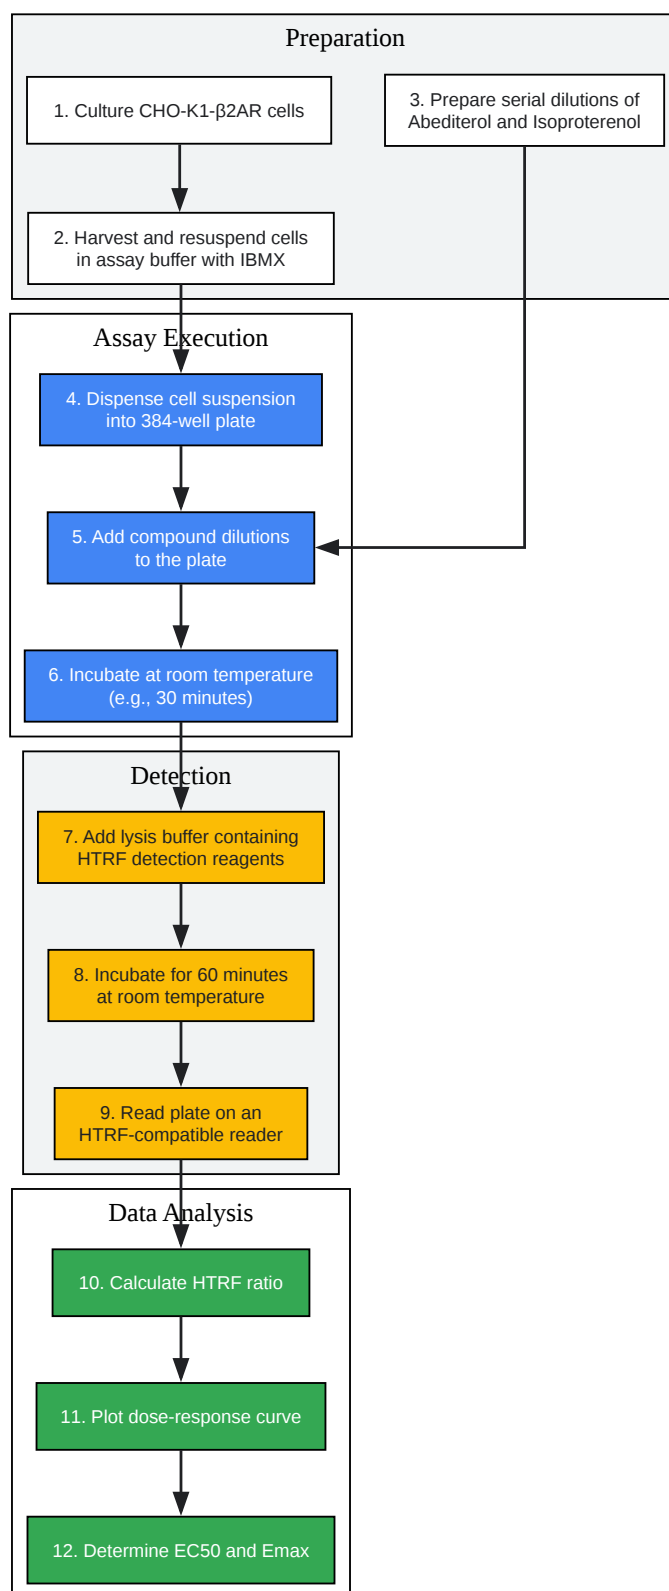 Preparation
1. Culture CHO-K1-β2AR cells
3. Prepare serial dilutions of
Abediterol and Isoproterenol
2. Harvest and resuspend cells
in assay buffer with IBMX
Assay Execution
4. Dispense cell suspension
into 384-well plate
5. Add compound dilutions
to the plate
6. Incubate at room temperature
(e.g., 30 minutes)
Detection
7. Add lysis buffer containing
HTRF detection reagents
8. Incubate for 60 minutes
at room temperature
9. Read plate on an
HTRF-compatible reader
Data Analysis
10. Calculate HTRF ratio
11. Plot dose-response curve
12. Determine EC50 and Emax